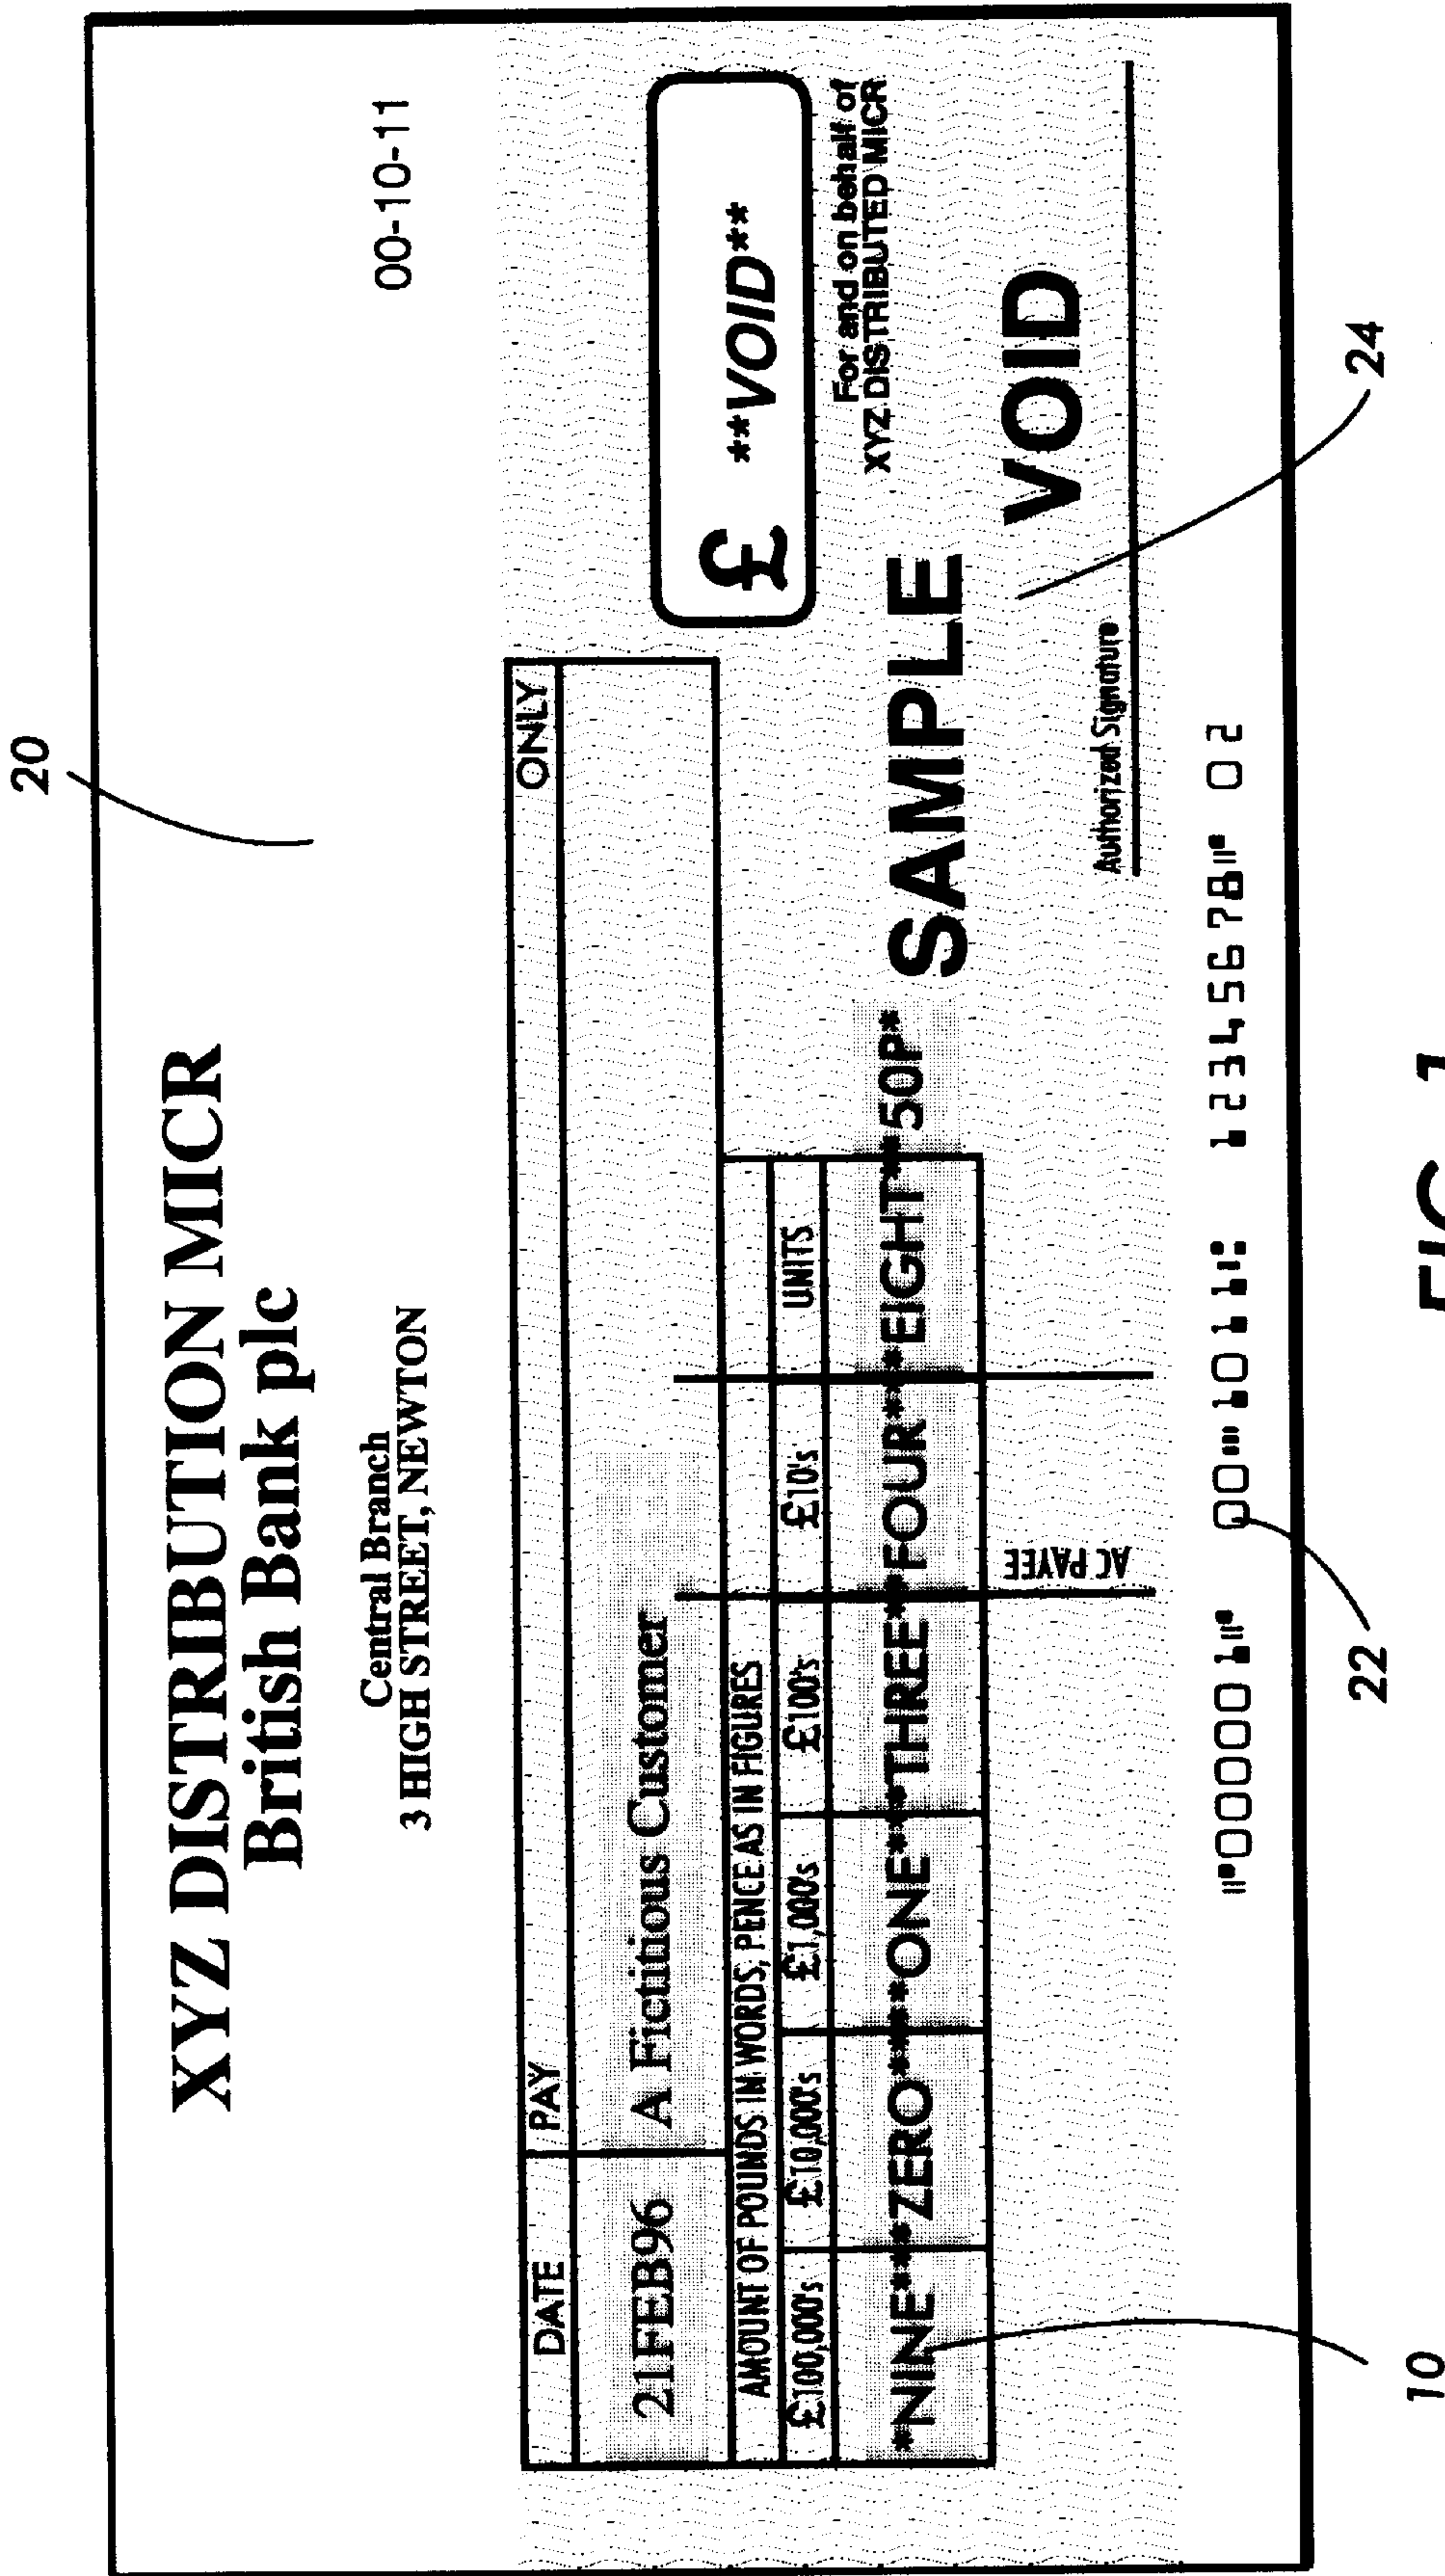 20
XYZ DISTRIBUTION MICR
British Bank plc
Central Branch
3 HIGH STREET, NEWTON
00-10-11
DATE PAY ONLY
21FEB96 A Fictitious Customer
£ **VOID**
AMOUNT OF POUNDS IN WORDS, PENCE AS IN FIGURES
£100,000's £10,000's £1,000's £100's £10's UNITS
*NINE****ZERO*****ONE****THREE**FOUR****EIGHT**50P*
For and on behalf of
XYZ DISTRIBUTED MICR
SAMPLE
VOID
AC PAYEE
Authorized Signature
⑈000001⑈ 00⑉1011⑆ 12345678⑈ 02
10
22
24
FIG. 1